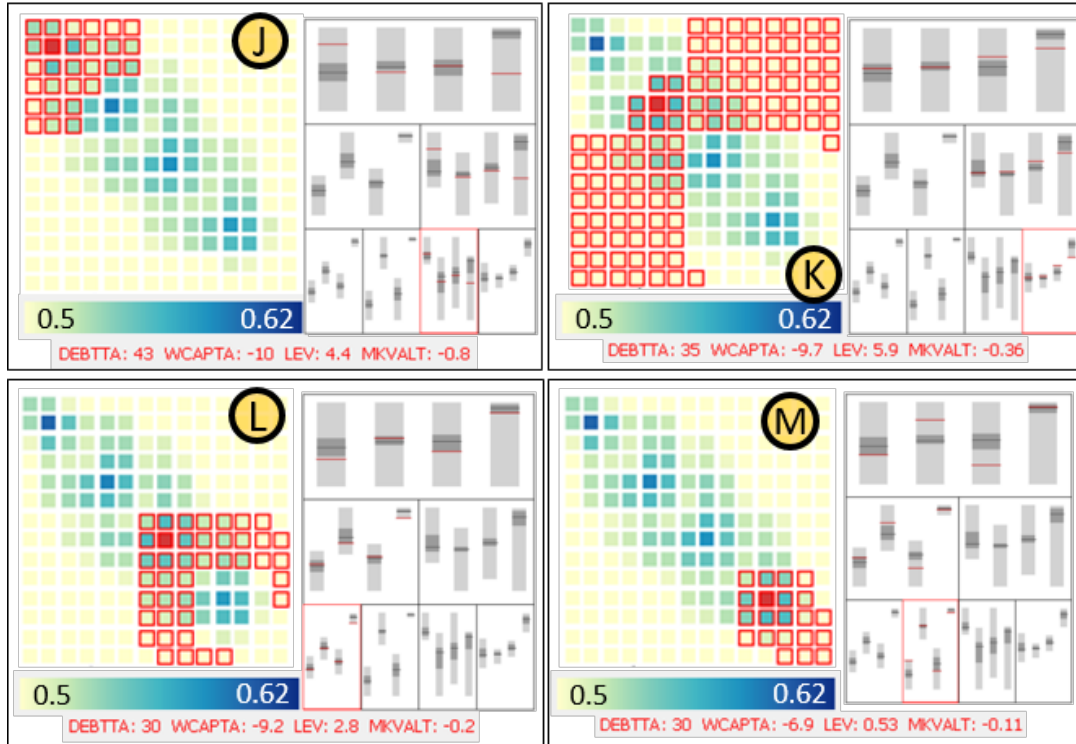 J
0.5 0.62
DEBTTA: 43 WCAPTA: -10 LEV: 4.4 MKVALT: -0.8
K
0.5 0.62
DEBTTA: 35 WCAPTA: -9.7 LEV: 5.9 MKVALT: -0.36
L
0.5 0.62
DEBTTA: 30 WCAPTA: -9.2 LEV: 2.8 MKVALT: -0.2
M
0.5 0.62
DEBTTA: 30 WCAPTA: -6.9 LEV: 0.53 MKVALT: -0.11